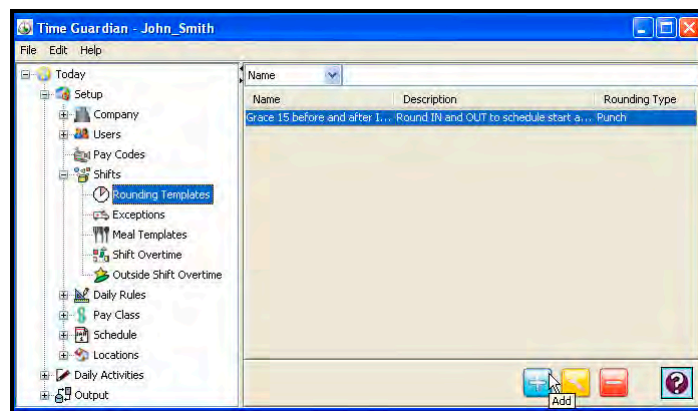 Time Guardian - John_Smith
File Edit Help
Today
Setup
Company
Users
Pay Codes
Shifts
Rounding Templates
Exceptions
Meal Templates
Shift Overtime
Outside Shift Overtime
Daily Rules
Pay Class
Schedule
Locations
Daily Activities
Output
Name
Name Description Rounding Type
Grace 15 before and after I... Round IN and OUT to schedule start a... Punch
Add